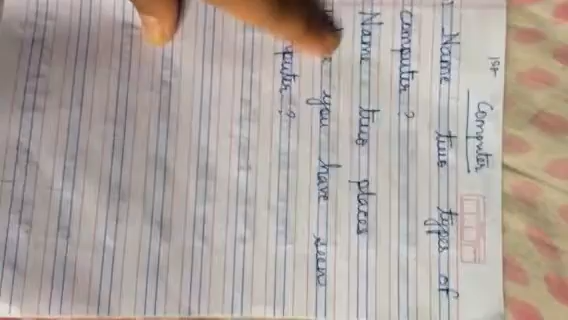 1st
Computer
Name two types of
computer?
Name two places
you have seen
puter?